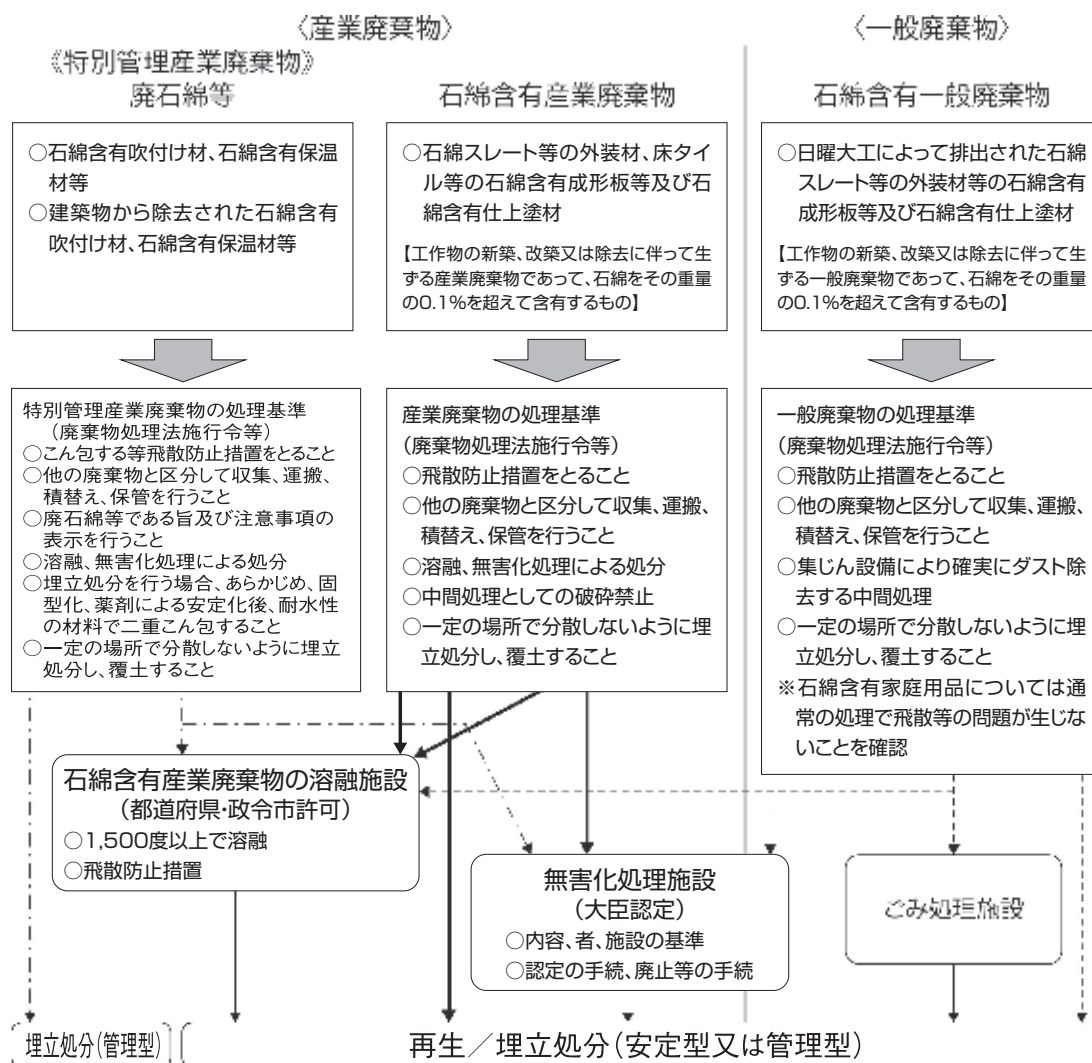 〈産業廃棄物〉
〈一般廃棄物〉
《特別管理産業廃棄物》
廃石綿等
石綿含有産業廃棄物
石綿含有一般廃棄物
○石綿含有吹付け材、石綿含有保温
材等
○建築物から除去された石綿含有
吹付け材、石綿含有保温材等
○石綿スレート等の外装材、床タイ
ル等の石綿含有成形板等及び石
綿含有仕上塗材
【工作物の新築、改築又は除去に伴って生
ずる産業廃棄物であって、石綿をその重量
の0.1%を超えて含有するもの】
○日曜大工によって排出された石綿
スレート等の外装材等の石綿含有
成形板等及び石綿含有仕上塗材
【工作物の新築、改築又は除去に伴って生
ずる一般廃棄物であって、石綿をその重量
の0.1%を超えて含有するもの】
特別管理産業廃棄物の処理基準
(廃棄物処理法施行令等)
○こん包する等飛散防止措置をとること
○他の廃棄物と区分して収集、運搬、
積替え、保管を行うこと
○廃石綿等である旨及び注意事項の
表示を行うこと
○溶融、無害化処理による処分
○埋立処分を行う場合、あらかじめ、固
型化、薬剤による安定化後、耐水性
の材料で二重こん包すること
○一定の場所で分散しないように埋立
処分し、覆土すること
産業廃棄物の処理基準
(廃棄物処理法施行令等)
○飛散防止措置をとること
○他の廃棄物と区分して収集、運搬、
積替え、保管を行うこと
○溶融、無害化処理による処分
○中間処理としての破砕禁止
○一定の場所で分散しないように埋
立処分し、覆土すること
一般廃棄物の処理基準
(廃棄物処理法施行令等)
○飛散防止措置をとること
○他の廃棄物と区分して収集、運搬、
積替え、保管を行うこと
○集じん設備により確実にダスト除
去する中間処理
○一定の場所で分散しないように埋
立処分し、覆土すること
※石綿含有家庭用品については通
常の処理で飛散等の問題が生じな
いことを確認
石綿含有産業廃棄物の溶融施設
(都道府県・政令市許可)
○1,500度以上で溶融
○飛散防止措置
無害化処理施設
(大臣認定)
○内容、者、施設の基準
○認定の手続、廃止等の手続
ごみ処理施設
埋立処分(管理型)
再生／埋立処分(安定型又は管理型)